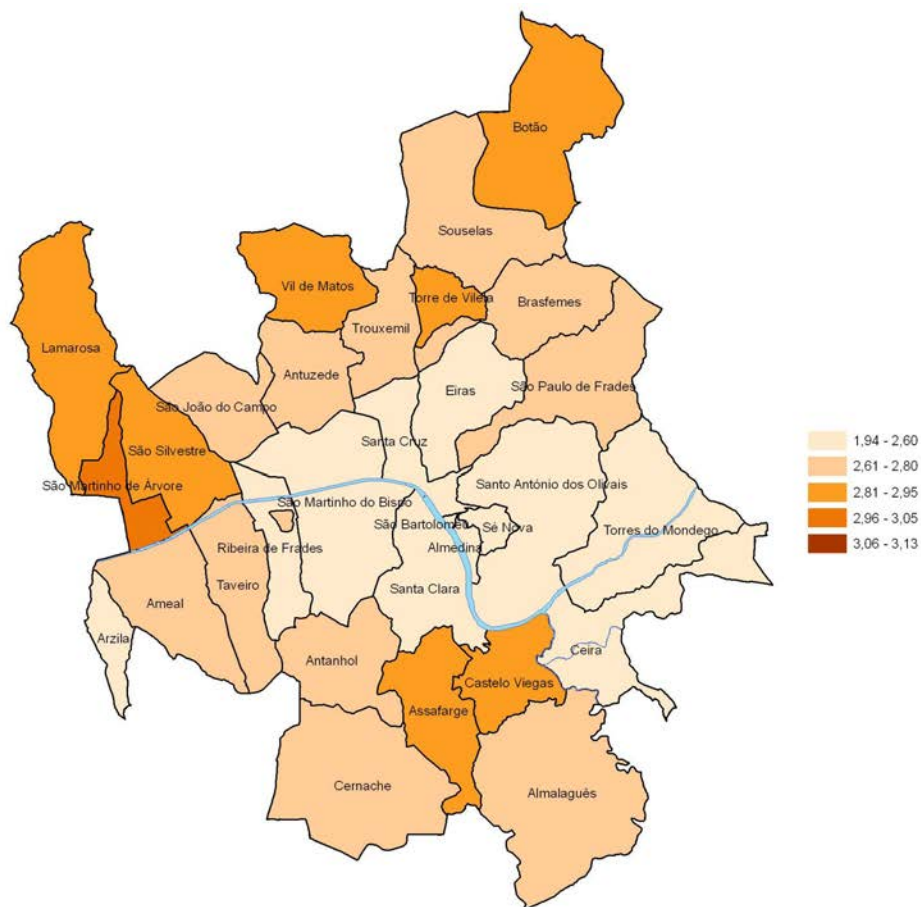 Botão
Souselas
Vil de Matos
Torre de Vilela
Brasfemes
Trouxemil
Lamarosa
Antuzede
Eiras
São Paulo de Frades
São João do Campo
Santa Cruz
São Silvestre
1,94 - 2,60
2,61 - 2,80
2,81 - 2,95
2,96 - 3,05
3,06 - 3,13
São Martinho de Árvore
Santo António dos Olivais
São Martinho do Bispo
São Bartolomeu
Sé Nova
Torres do Mondego
Ribeira de Frades
Almedina
Taveiro
Santa Clara
Ameal
Arzila
Ceira
Antanhol
Castelo Viegas
Assafarge
Cernache
Almalaguês